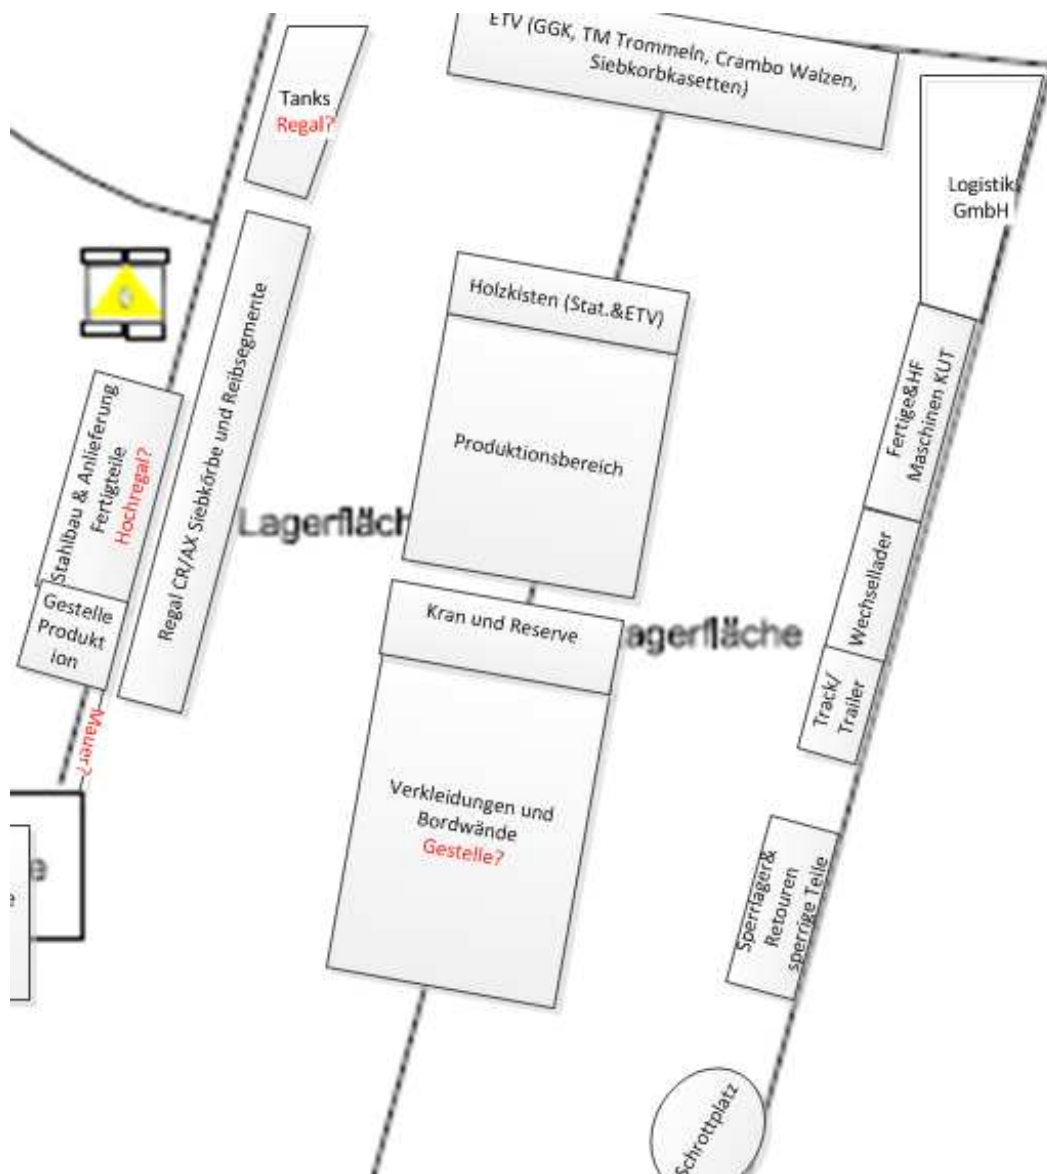 ETV (GGK, TM Trommeln, Crambo Walzen,
Siebkorbkasetten)
Tanks
Regal?
Logistik
GmbH
Holzkisten (Stat.&ETV)
Produktionsbereich
Fertige&HF
Maschinen KUT
Regal CR/AX Siebkörbe und Reibsegmente
Stahlbau & Anlieferung
Fertigteile
Hochregal?
Lagerfläch
Gestelle
Produkt
ion
Kran und Reserve
agerfläche
Wechsellader
Track/
Trailer
Mauer?
Verkleidungen und
Bordwände
Gestelle?
Sperrlager&
Retouren
sperrige Teile
Schrottplatz